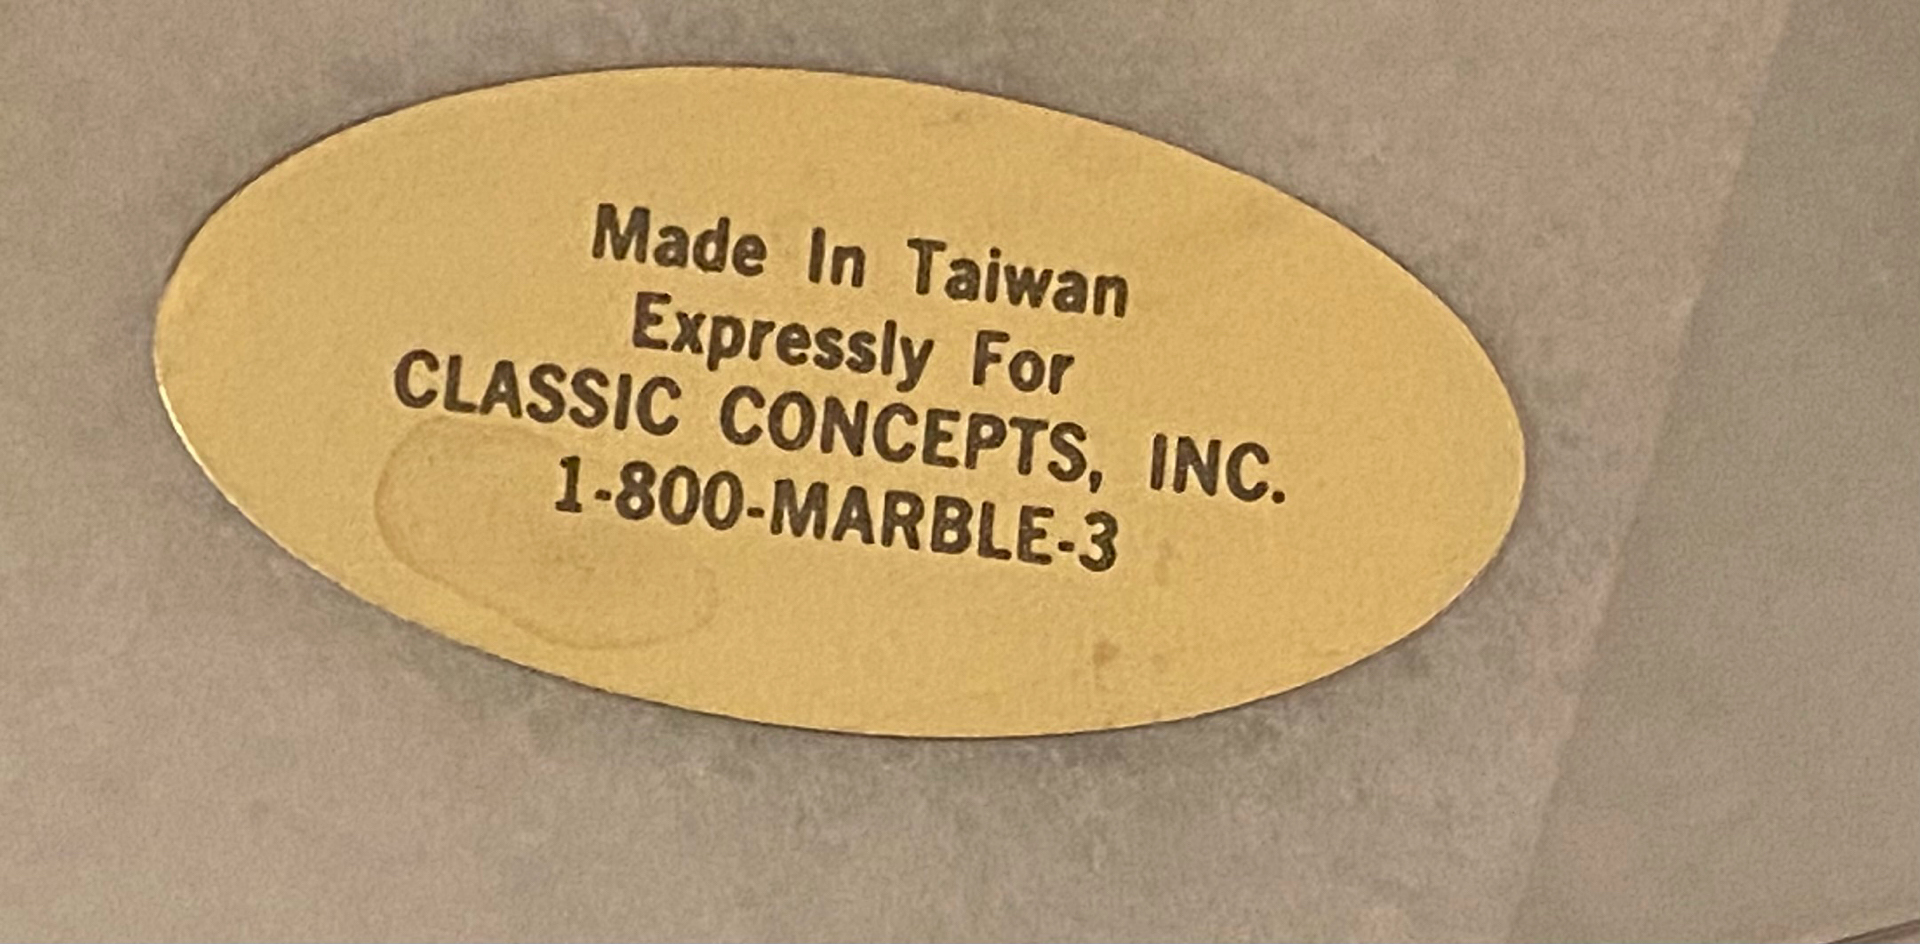 Made In Taiwan
Expressly For
CLASSIC CONCEPTS, INC.
1-800-MARBLE-3